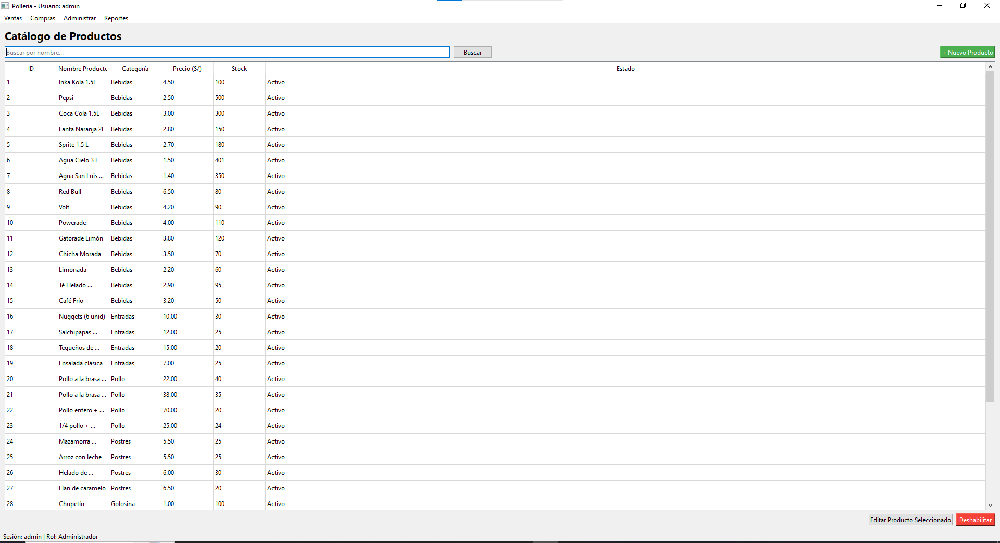 Pollería - Usuario: admin
Ventas Compras Administrar Reportes
Catálogo de Productos
Buscar por nombre... Buscar + Nuevo Producto
ID Nombre Producto Categoría Precio (S/) Stock Estado
1 Inka Kola 1.5L Bebidas 4.50 100 Activo
2 Pepsi Bebidas 2.50 500 Activo
3 Coca Cola 1.5L Bebidas 3.00 300 Activo
4 Fanta Naranja 2L Bebidas 2.80 150 Activo
5 Sprite 1.5 L Bebidas 2.70 180 Activo
6 Agua Cielo 3 L Bebidas 1.50 401 Activo
7 Agua San Luis ... Bebidas 1.40 350 Activo
8 Red Bull Bebidas 6.50 80 Activo
9 Volt Bebidas 4.20 90 Activo
10 Powerade Bebidas 4.00 110 Activo
11 Gatorade Limón Bebidas 3.80 120 Activo
12 Chicha Morada Bebidas 3.50 70 Activo
13 Limonada Bebidas 2.20 60 Activo
14 Té Helado ... Bebidas 2.90 95 Activo
15 Café Frío Bebidas 3.20 50 Activo
16 Nuggets (6 unid) Entradas 10.00 30 Activo
17 Salchipapas ... Entradas 12.00 25 Activo
18 Tequeños de ... Entradas 15.00 20 Activo
19 Ensalada clásica Entradas 7.00 25 Activo
20 Pollo a la brasa ... Pollo 22.00 40 Activo
21 Pollo a la brasa ... Pollo 38.00 35 Activo
22 Pollo entero + ... Pollo 70.00 20 Activo
23 1/4 pollo + ... Pollo 25.00 24 Activo
24 Mazamorra ... Postres 5.50 25 Activo
25 Arroz con leche Postres 5.50 25 Activo
26 Helado de ... Postres 6.00 30 Activo
27 Flan de caramelo Postres 6.50 20 Activo
28 Chupetín Golosina 1.00 100 Activo
Editar Producto Seleccionado Deshabilitar
Sesión: admin | Rol: Administrador